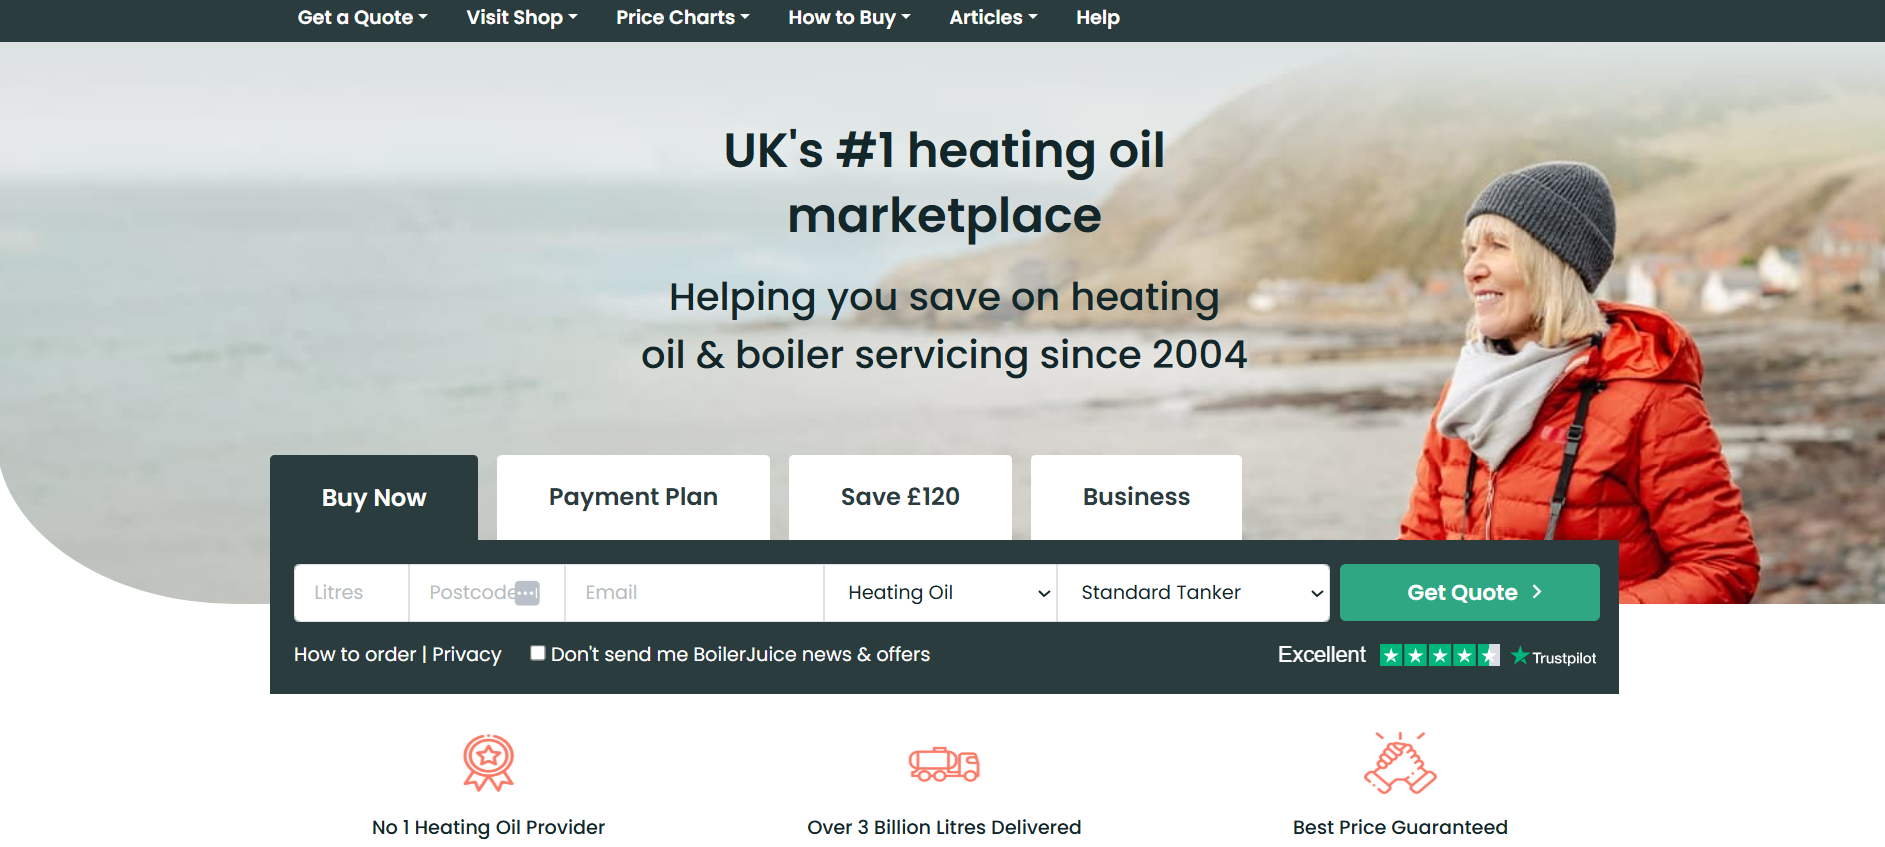 Get a Quote Visit Shop Price Charts How to Buy Articles Help
UK's #1 heating oil
marketplace
Helping you save on heating
oil & boiler servicing since 2004
Buy Now Payment Plan Save £120 Business
Litres Postcode Email Heating Oil Standard Tanker Get Quote
How to order | Privacy Don't send me BoilerJuice news & offers Excellent Trustpilot
No 1 Heating Oil Provider Over 3 Billion Litres Delivered Best Price Guaranteed